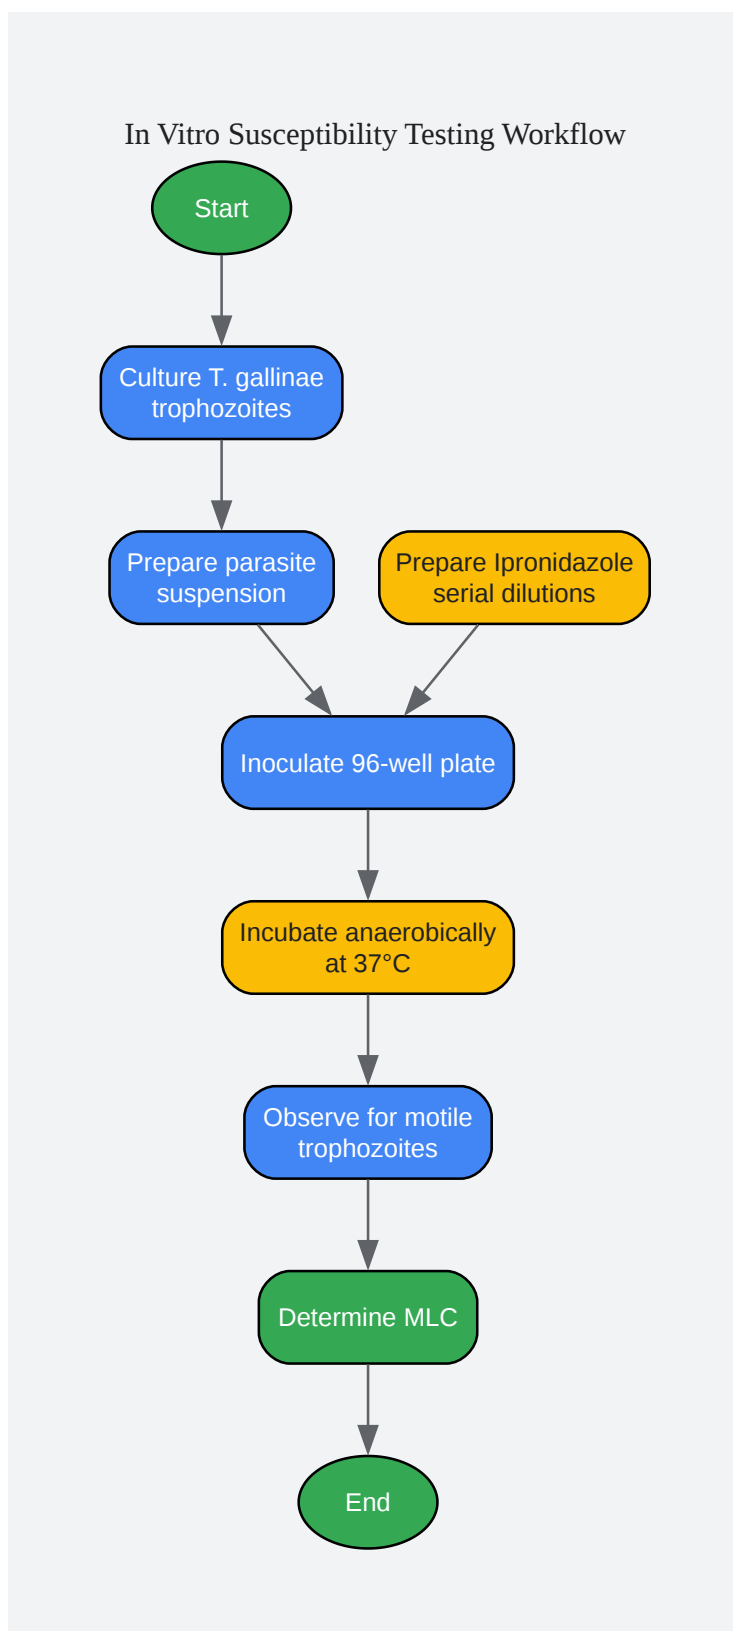 In Vitro Susceptibility Testing Workflow
Start
Culture T. gallinae
trophozoites
Prepare parasite
suspension
Prepare Ipronidazole
serial dilutions
Inoculate 96-well plate
Incubate anaerobically
at 37°C
Observe for motile
trophozoites
Determine MLC
End